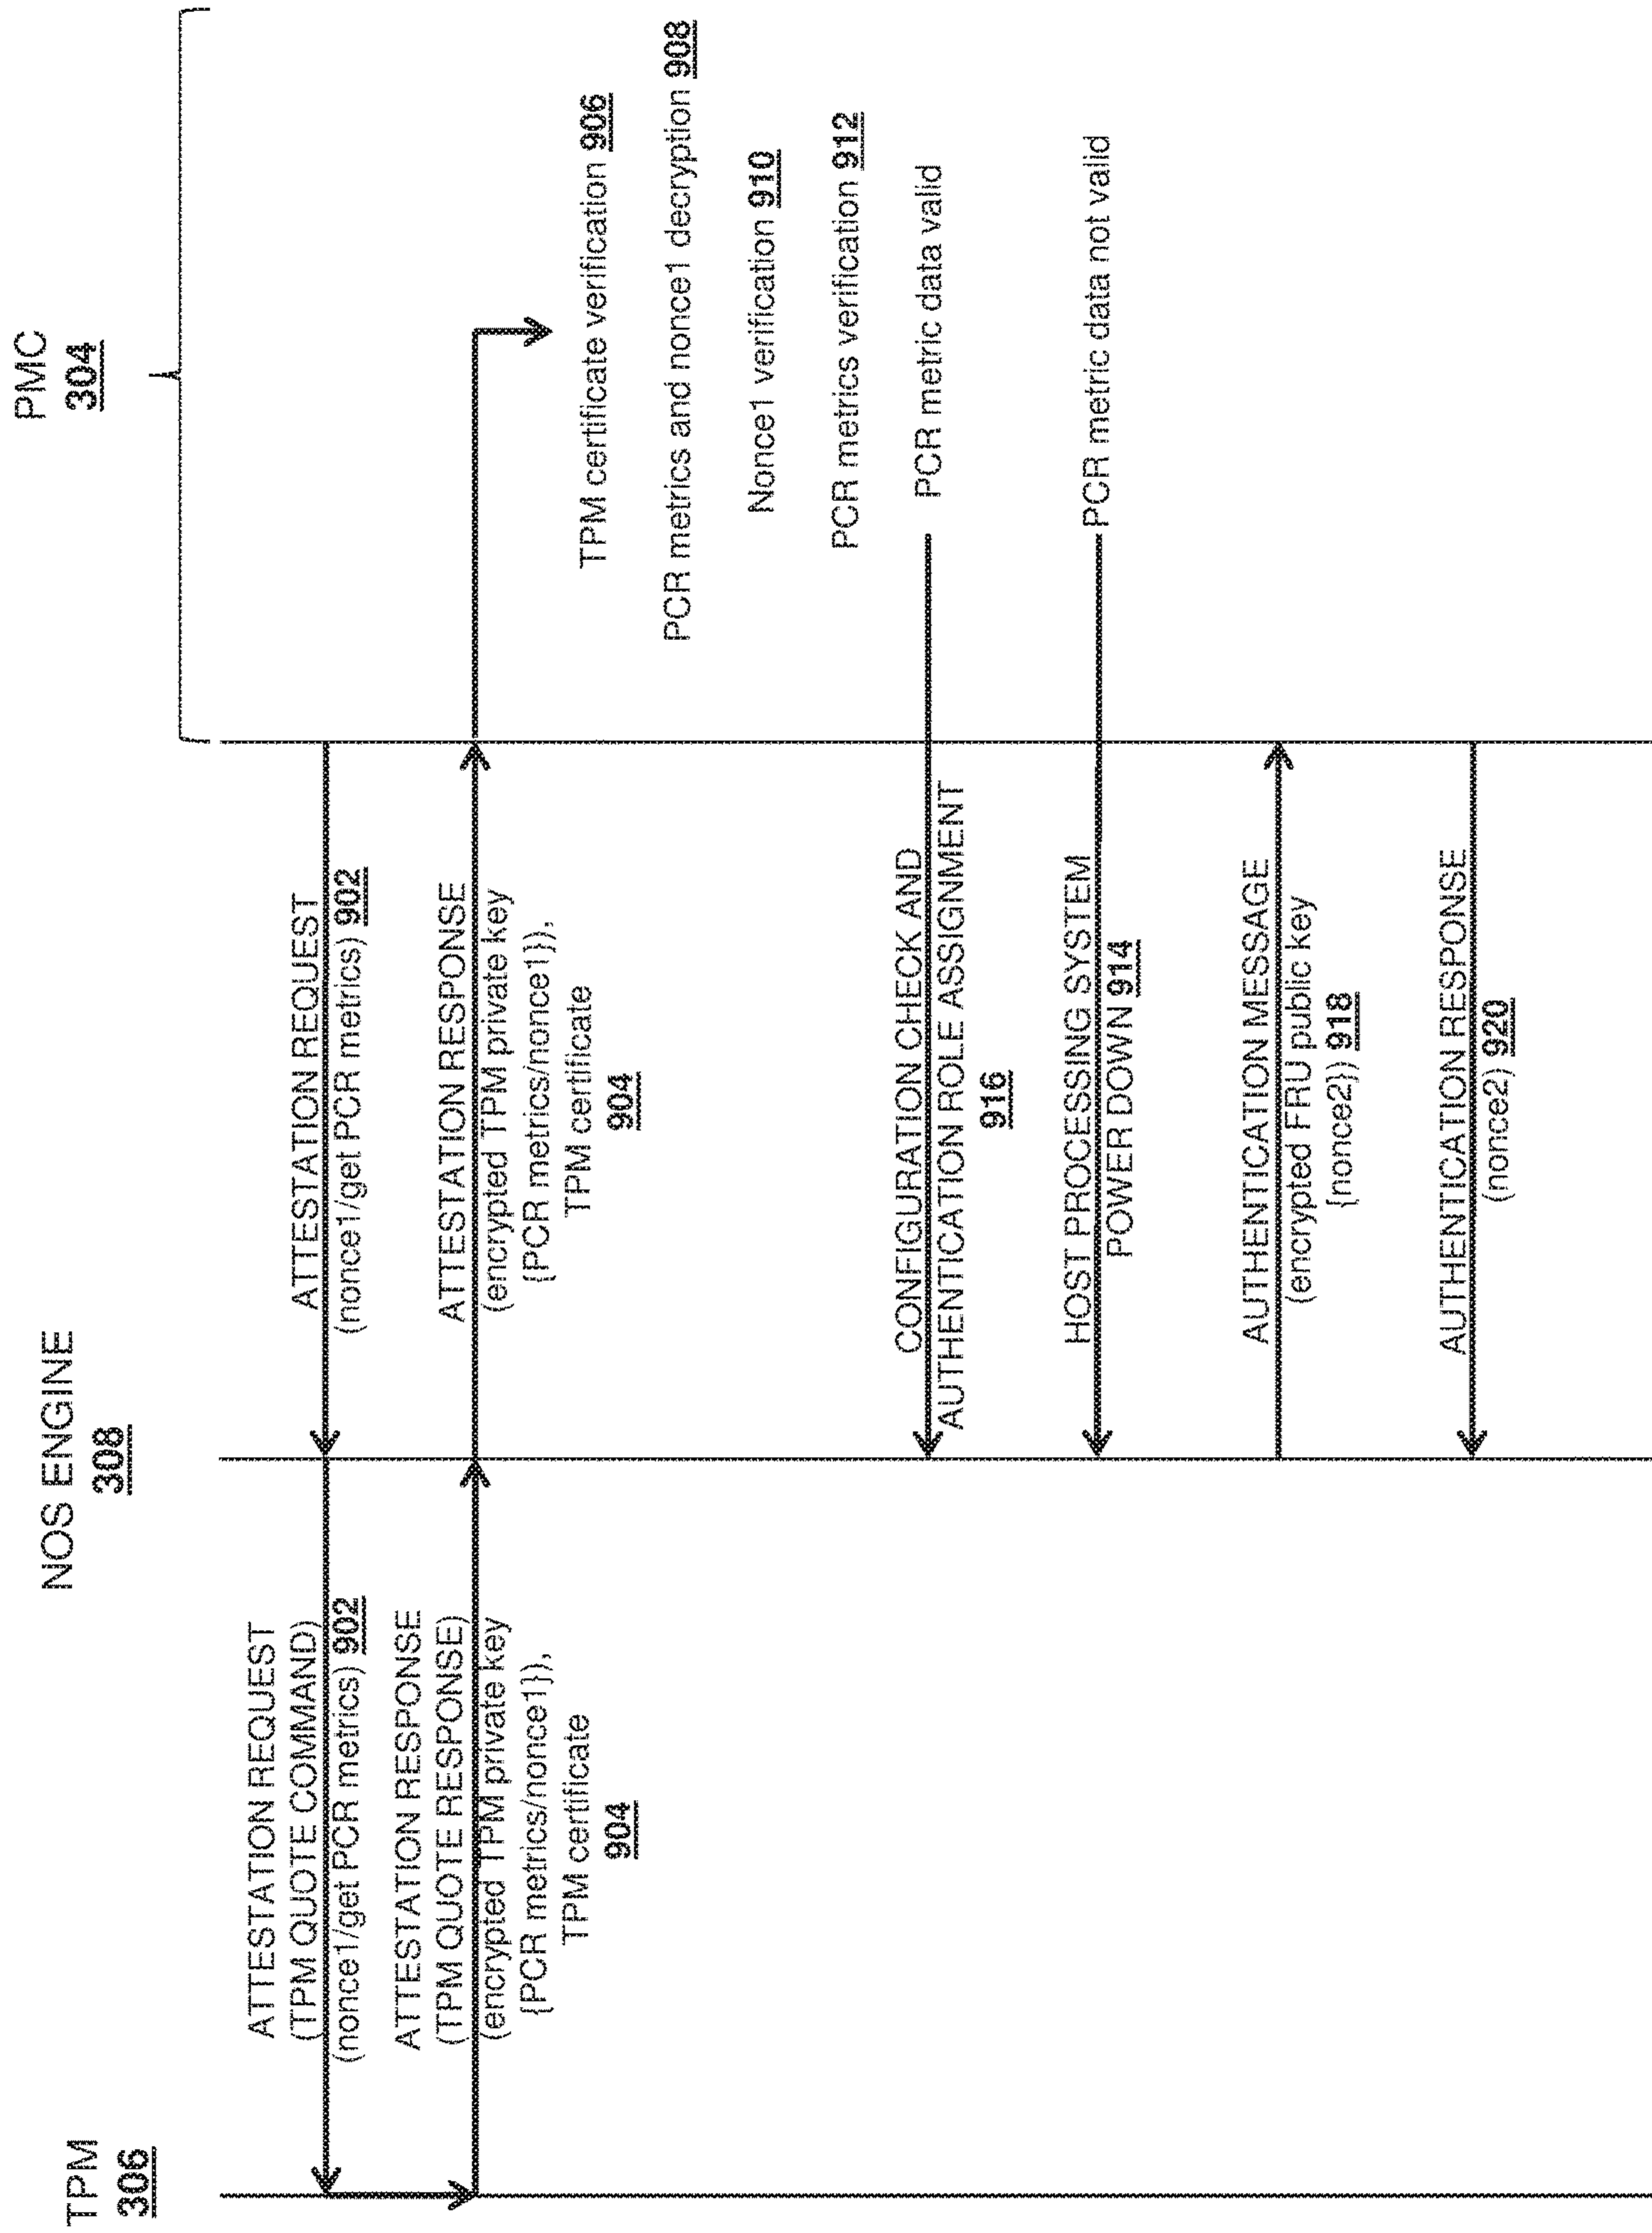 TPM
306
NOS ENGINE
308
PMC
304
ATTESTATION REQUEST
(TPM QUOTE COMMAND)
(nonce1/get PCR metrics) 902
ATTESTATION REQUEST
(nonce1/get PCR metrics) 902
ATTESTATION RESPONSE
(TPM QUOTE RESPONSE)
(encrypted TPM private key
{PCR metrics/nonce1}),
TPM certificate
904
ATTESTATION RESPONSE
(encrypted TPM private key
{PCR metrics/nonce1}),
TPM certificate
904
TPM certificate verification 906
PCR metrics and nonce1 decryption 908
Nonce1 verification 910
PCR metrics verification 912
PCR metric data valid
CONFIGURATION CHECK AND
AUTHENTICATION ROLE ASSIGNMENT
916
PCR metric data not valid
HOST PROCESSING SYSTEM
POWER DOWN 914
AUTHENTICATION MESSAGE
(encrypted FRU public key
{nonce2}) 918
AUTHENTICATION RESPONSE
(nonce2) 920